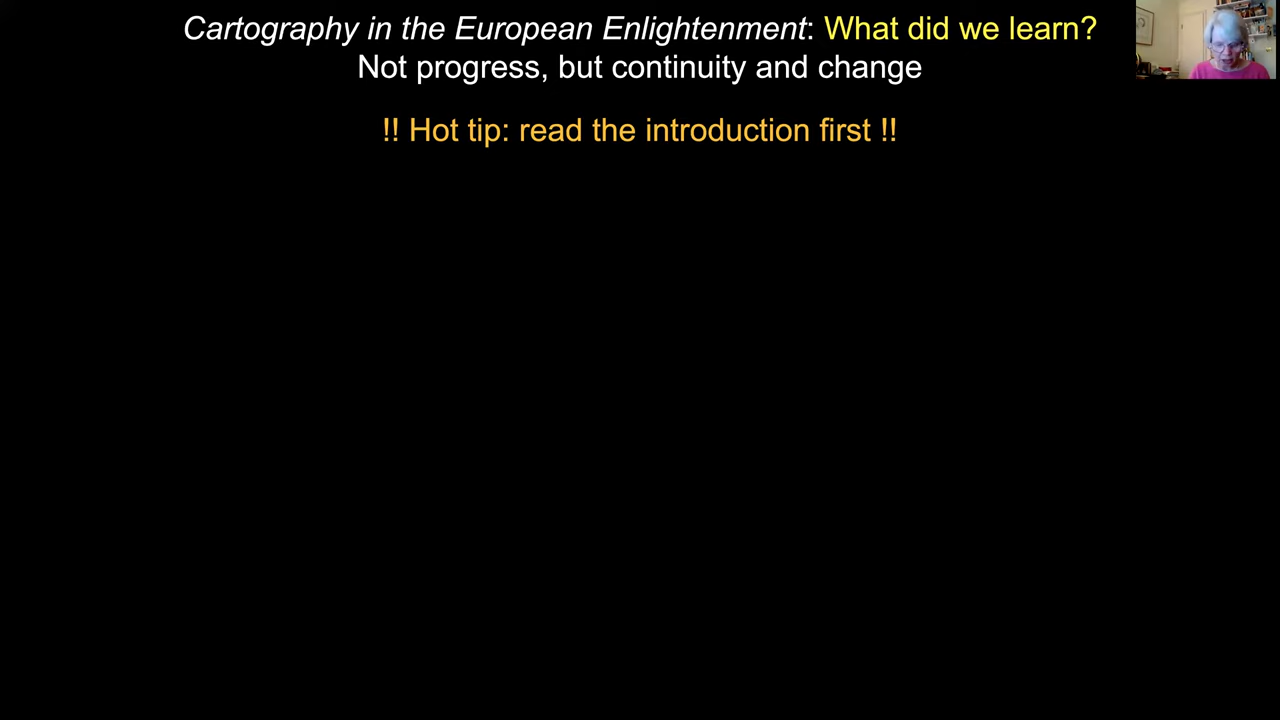 Cartography in the European Enlightenment: What did we learn?
Not progress, but continuity and change
!! Hot tip: read the introduction first !!